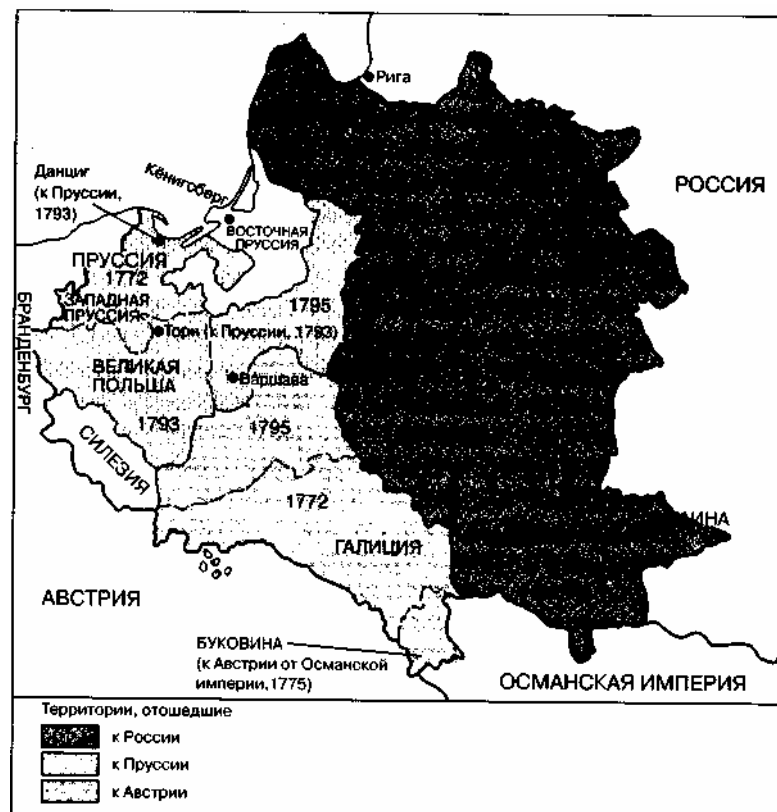 Рига
Данциг
(к Пруссии,
1793)
Кёнигсберг
РОССИЯ
ВОСТОЧНАЯ
ПРУССИЯ
ПРУССИЯ
1772
ЗАПАДНАЯ
ПРУССИЯ
1795
Торн (к Пруссии, 1793)
БРАНДЕНБУРГ
ВЕЛИКАЯ
ПОЛЬША
Варшава
1793
1795
СИЛЕЗИЯ
1772
ГАЛИЦИЯ
АВСТРИЯ
БУКОВИНА
(к Австрии от Османской
империи, 1775)
ОСМАНСКАЯ ИМПЕРИЯ
Территории, отошедшие
к России
к Пруссии
к Австрии